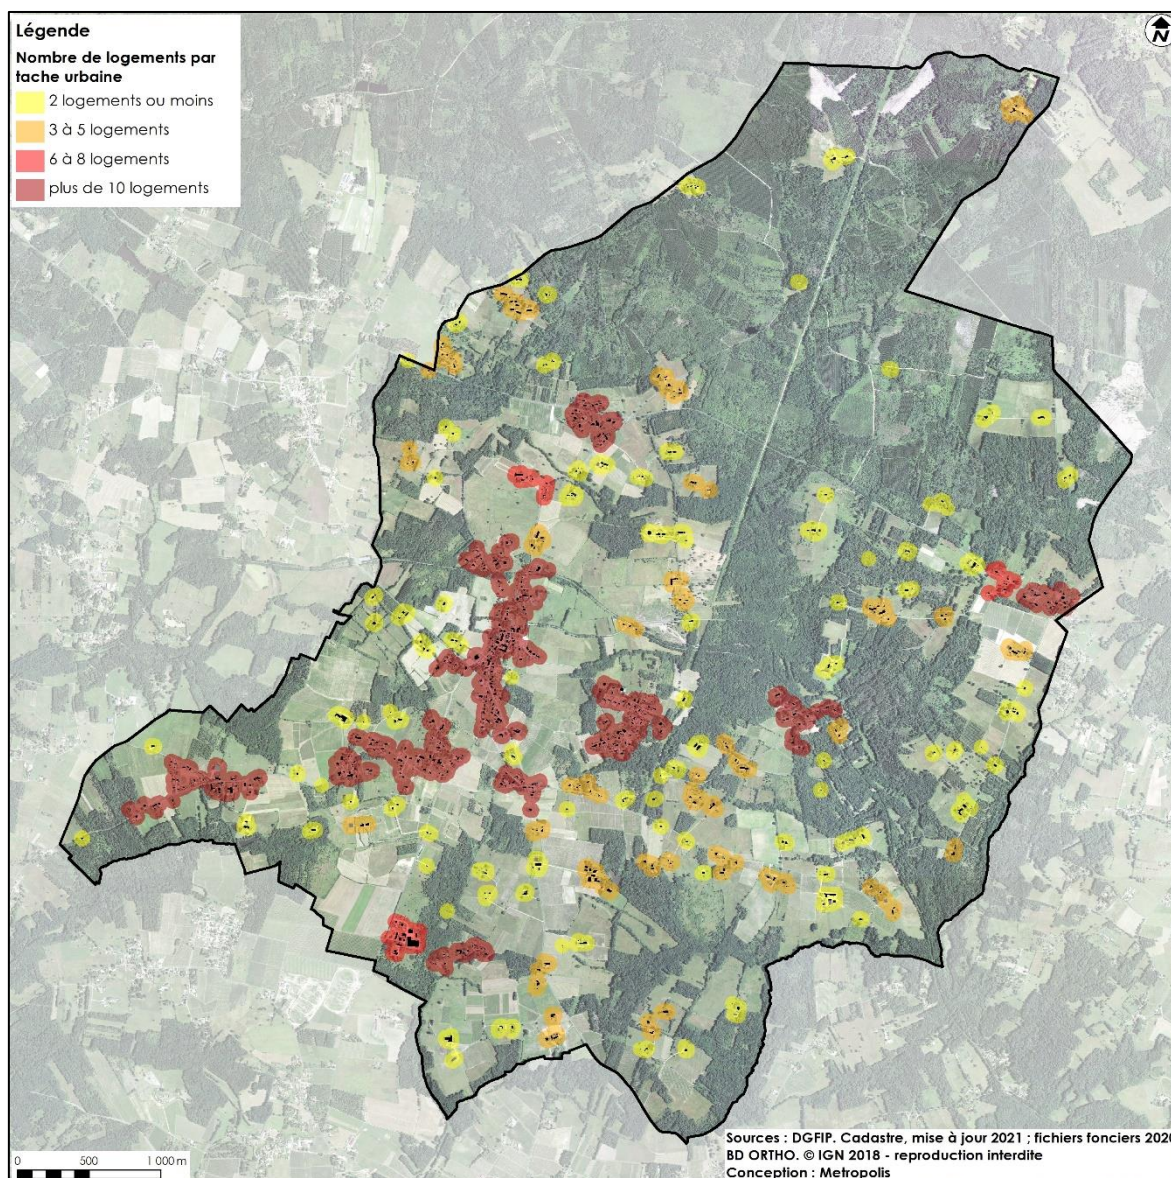 Légende
Nombre de logements par
tache urbaine
2 logements ou moins
3 à 5 logements
6 à 8 logements
plus de 10 logements
N
0 500 1 000 m
Sources : DGFIP. Cadastre, mise à jour 2021 ; fichiers fonciers 2020
BD ORTHO. © IGN 2018 - reproduction interdite
Conception : Metropolis